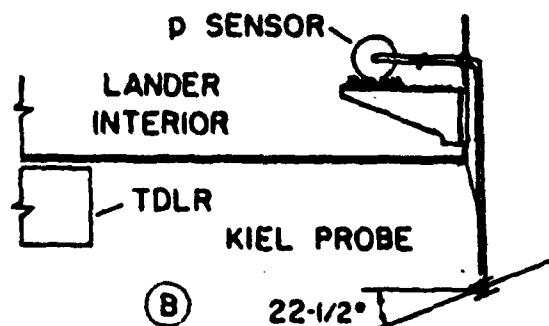 p SENSOR
LANDER
INTERIOR
TDLR
KIEL PROBE
B
22-1/2°